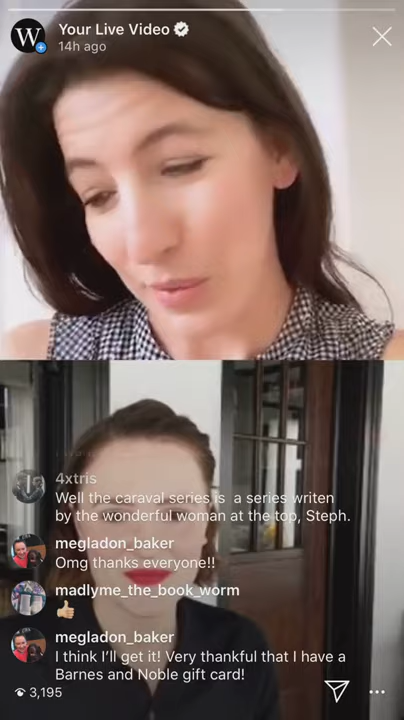 W
Your Live Video
14h ago
4xtris
Well the caraval series is a series writen
by the wonderful woman at the top, Steph.
megladon_baker
Omg thanks everyone!!
madlyme_the_book_worm
👍🏼
megladon_baker
I think I'll get it! Very thankful that I have a
Barnes and Noble gift card!
3,195